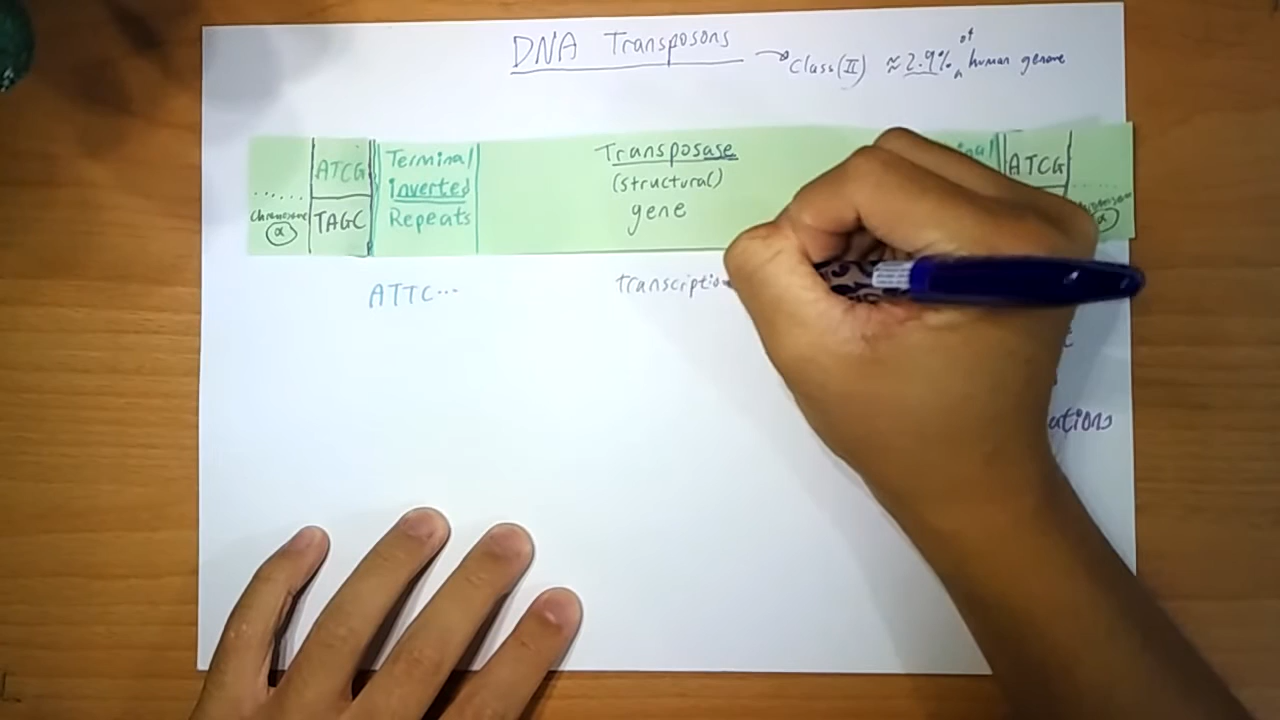 DNA Transposons
Class(II) ≈ 2.9% of human genome
ATCG
TAGC
chromosome
α
Terminal
inverted
Repeats
Transposase
(structural)
gene
ATCG
α
ATTC...
transcription